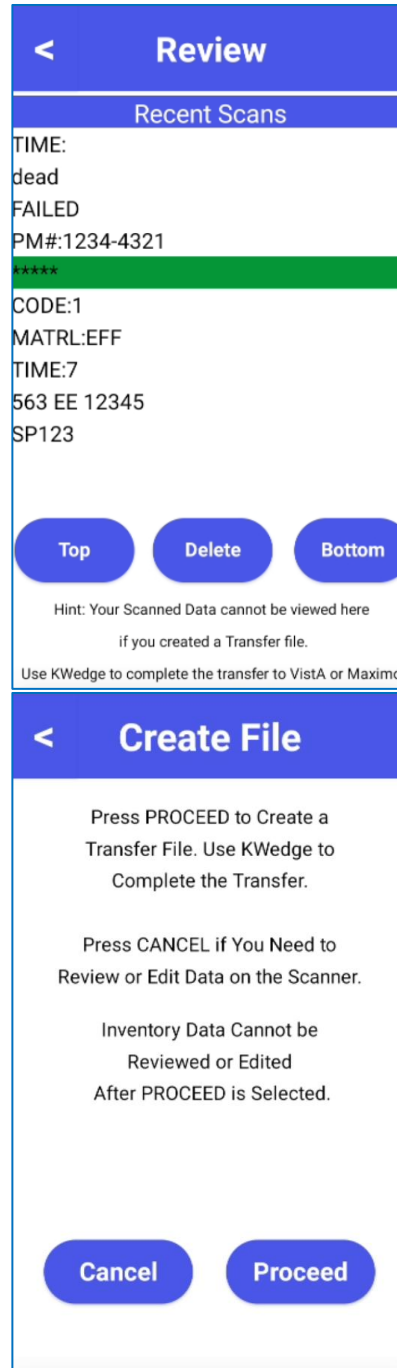 < Review
Recent Scans
TIME:
dead
FAILED
PM#:1234-4321
*****
CODE:1
MATRL:EFF
TIME:7
563 EE 12345
SP123
Top Delete Bottom
Hint: Your Scanned Data cannot be viewed here
if you created a Transfer file.
Use KWedge to complete the transfer to VistA or Maximo
< Create File
Press PROCEED to Create a
Transfer File. Use KWedge to
Complete the Transfer.
Press CANCEL if You Need to
Review or Edit Data on the Scanner.
Inventory Data Cannot be
Reviewed or Edited
After PROCEED is Selected.
Cancel Proceed